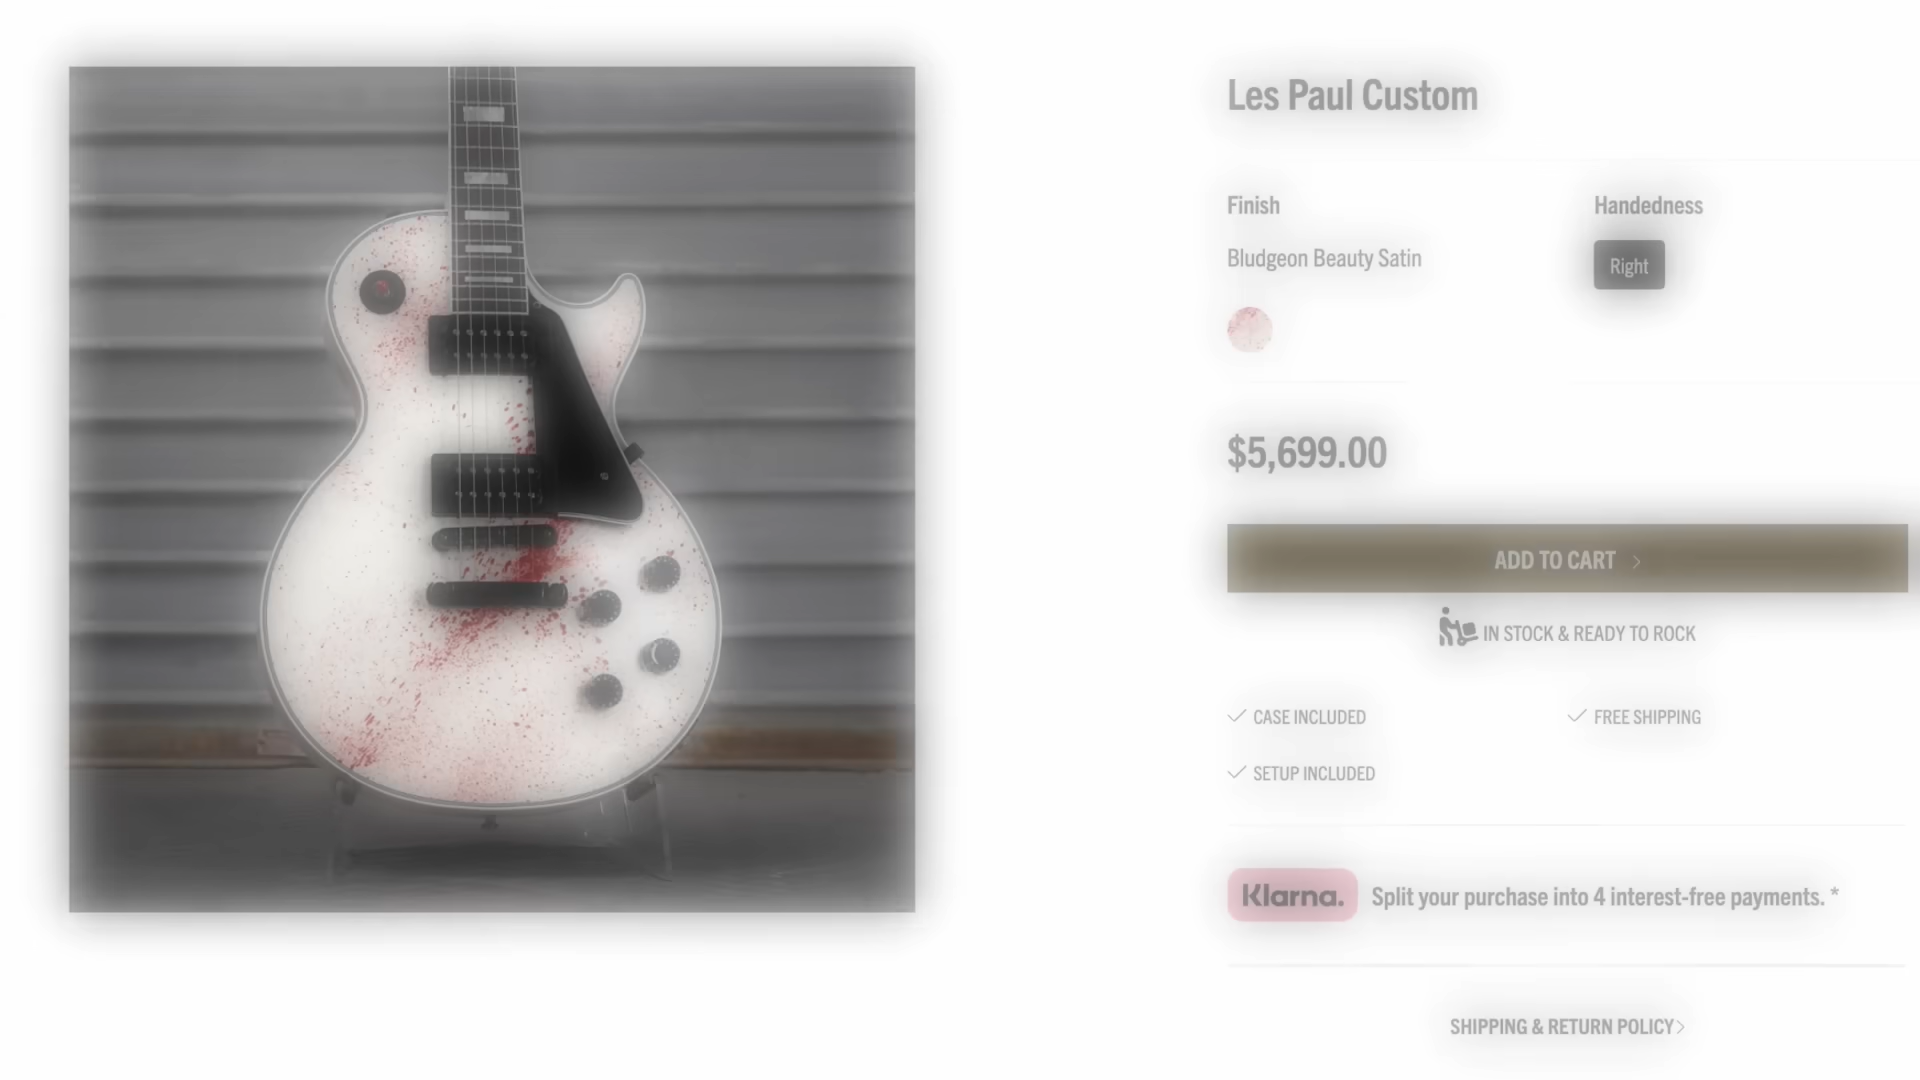 Les Paul Custom
Finish
Handedness
Bludgeon Beauty Satin
Right
$5,699.00
ADD TO CART >
IN STOCK & READY TO ROCK
CASE INCLUDED
FREE SHIPPING
SETUP INCLUDED
Klarna. Split your purchase into 4 interest-free payments. *
SHIPPING & RETURN POLICY>